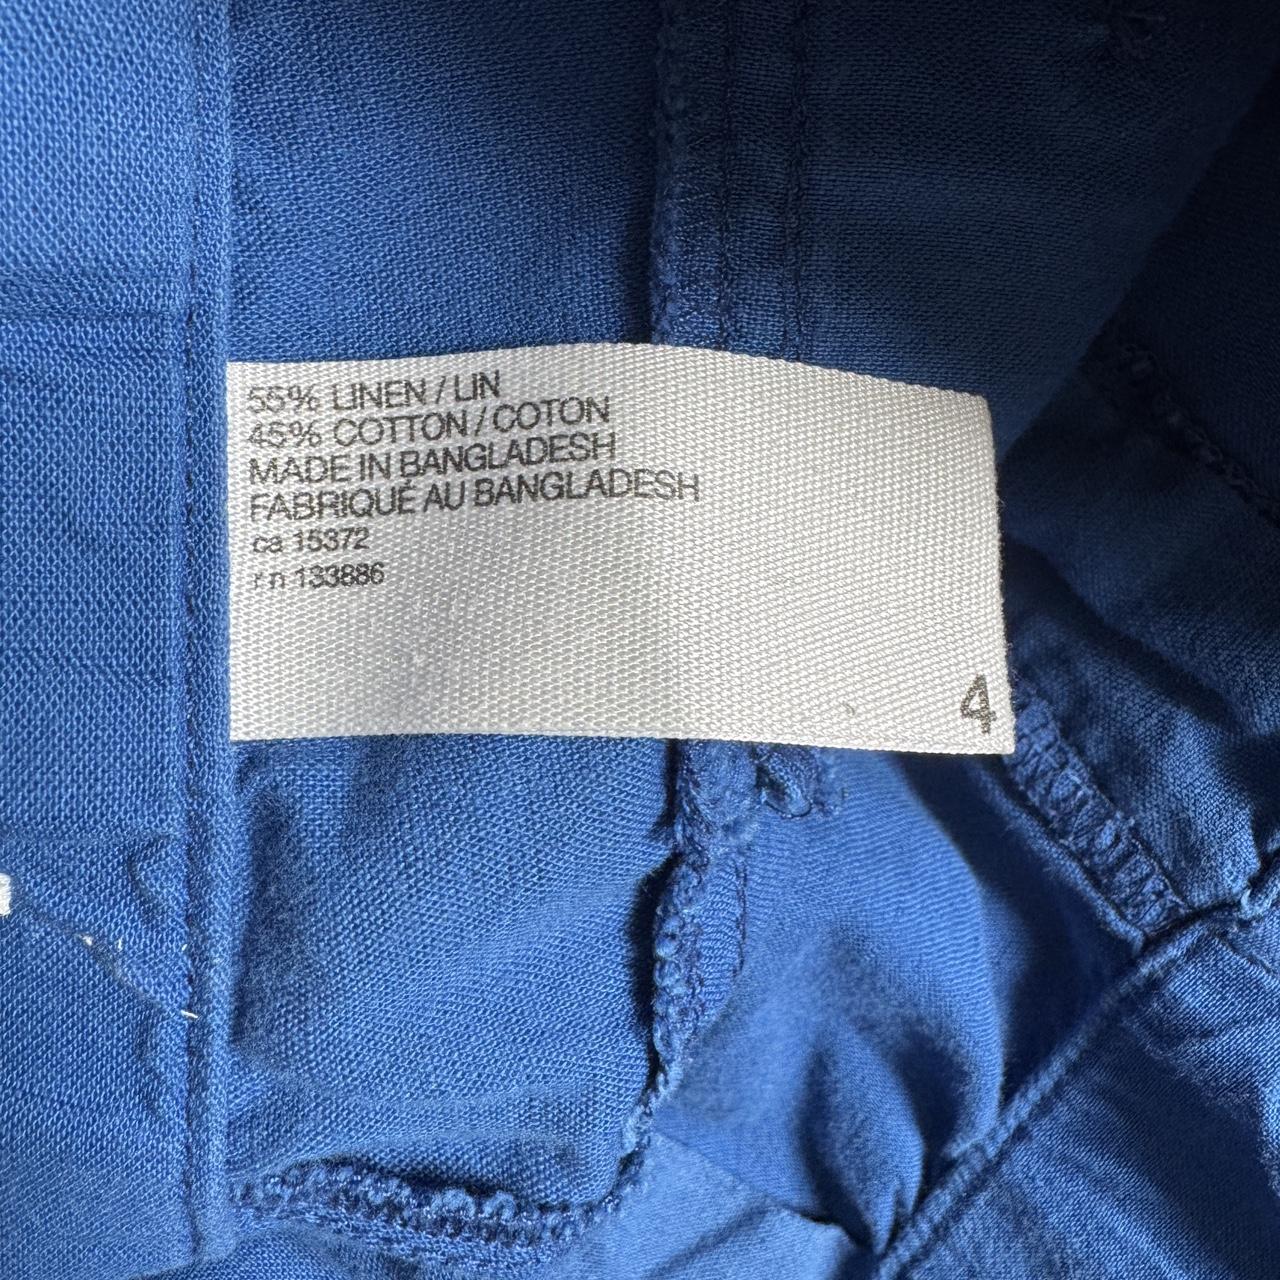 55% LINEN / LIN
45% COTTON / COTON
MADE IN BANGLADESH
FABRIQUÉ AU BANGLADESH
ca 15372
rn 133886
4